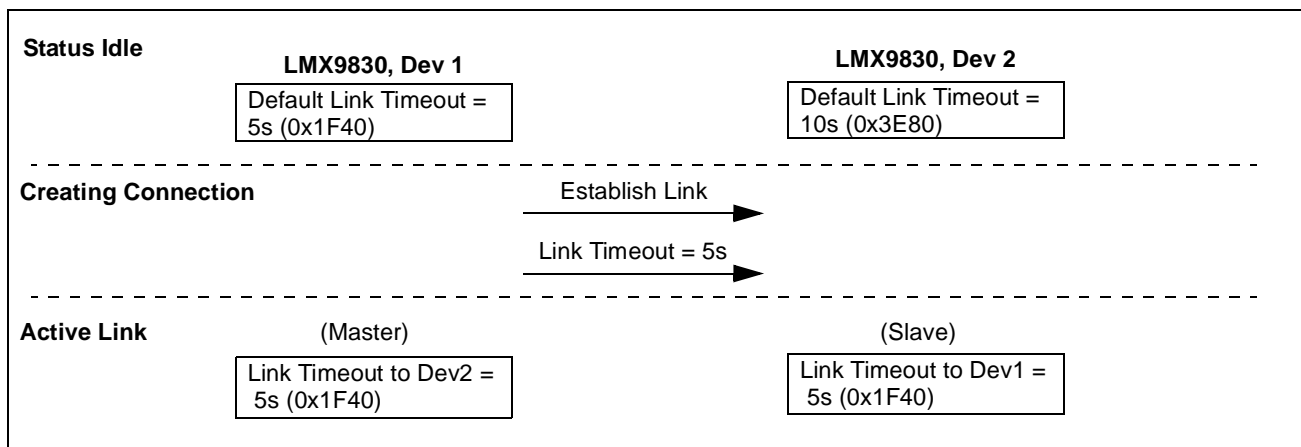 Status Idle
LMX9830, Dev 1
LMX9830, Dev 2
Default Link Timeout =
5s (0x1F40)
Default Link Timeout =
10s (0x3E80)
Creating Connection
Establish Link
Link Timeout = 5s
Active Link
(Master)
(Slave)
Link Timeout to Dev2 =
5s (0x1F40)
Link Timeout to Dev1 =
5s (0x1F40)